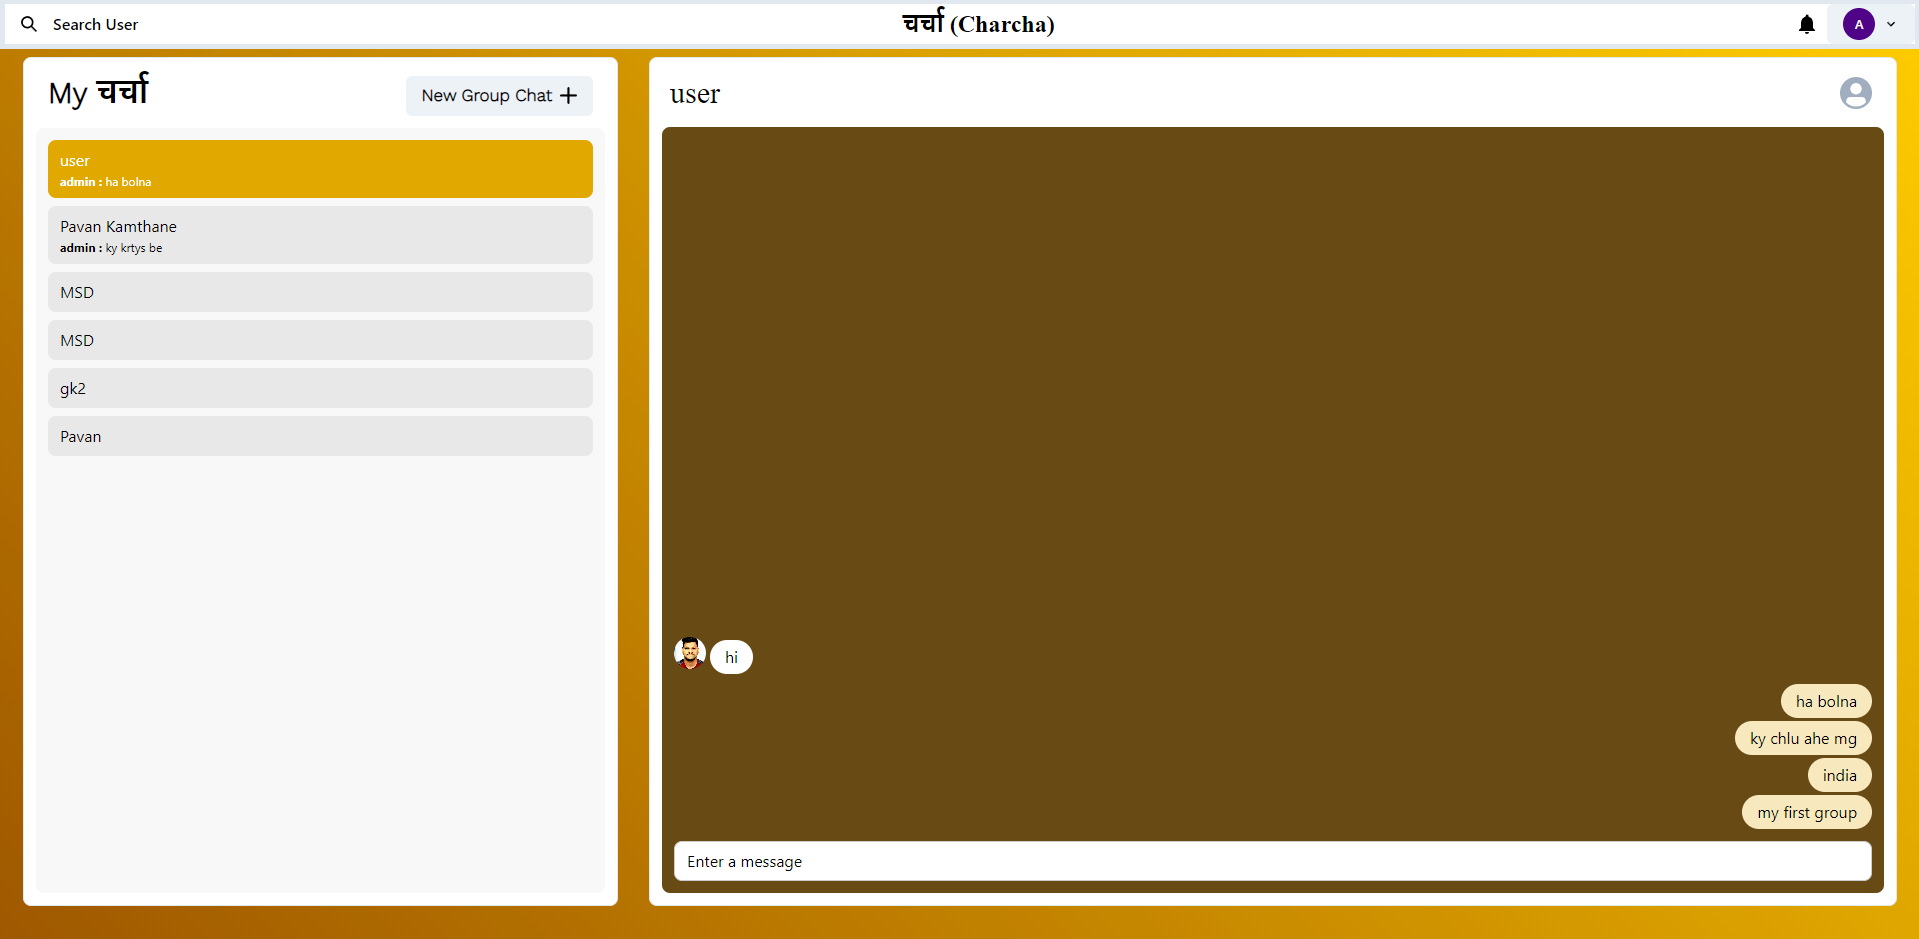 Search User
चर्चा (Charcha)
A
My चर्चा
New Group Chat
user
admin : ha bolna
Pavan Kamthane
admin : ky krtys be
MSD
MSD
gk2
Pavan
user
hi
ha bolna
ky chlu ahe mg
india
my first group
Enter a message